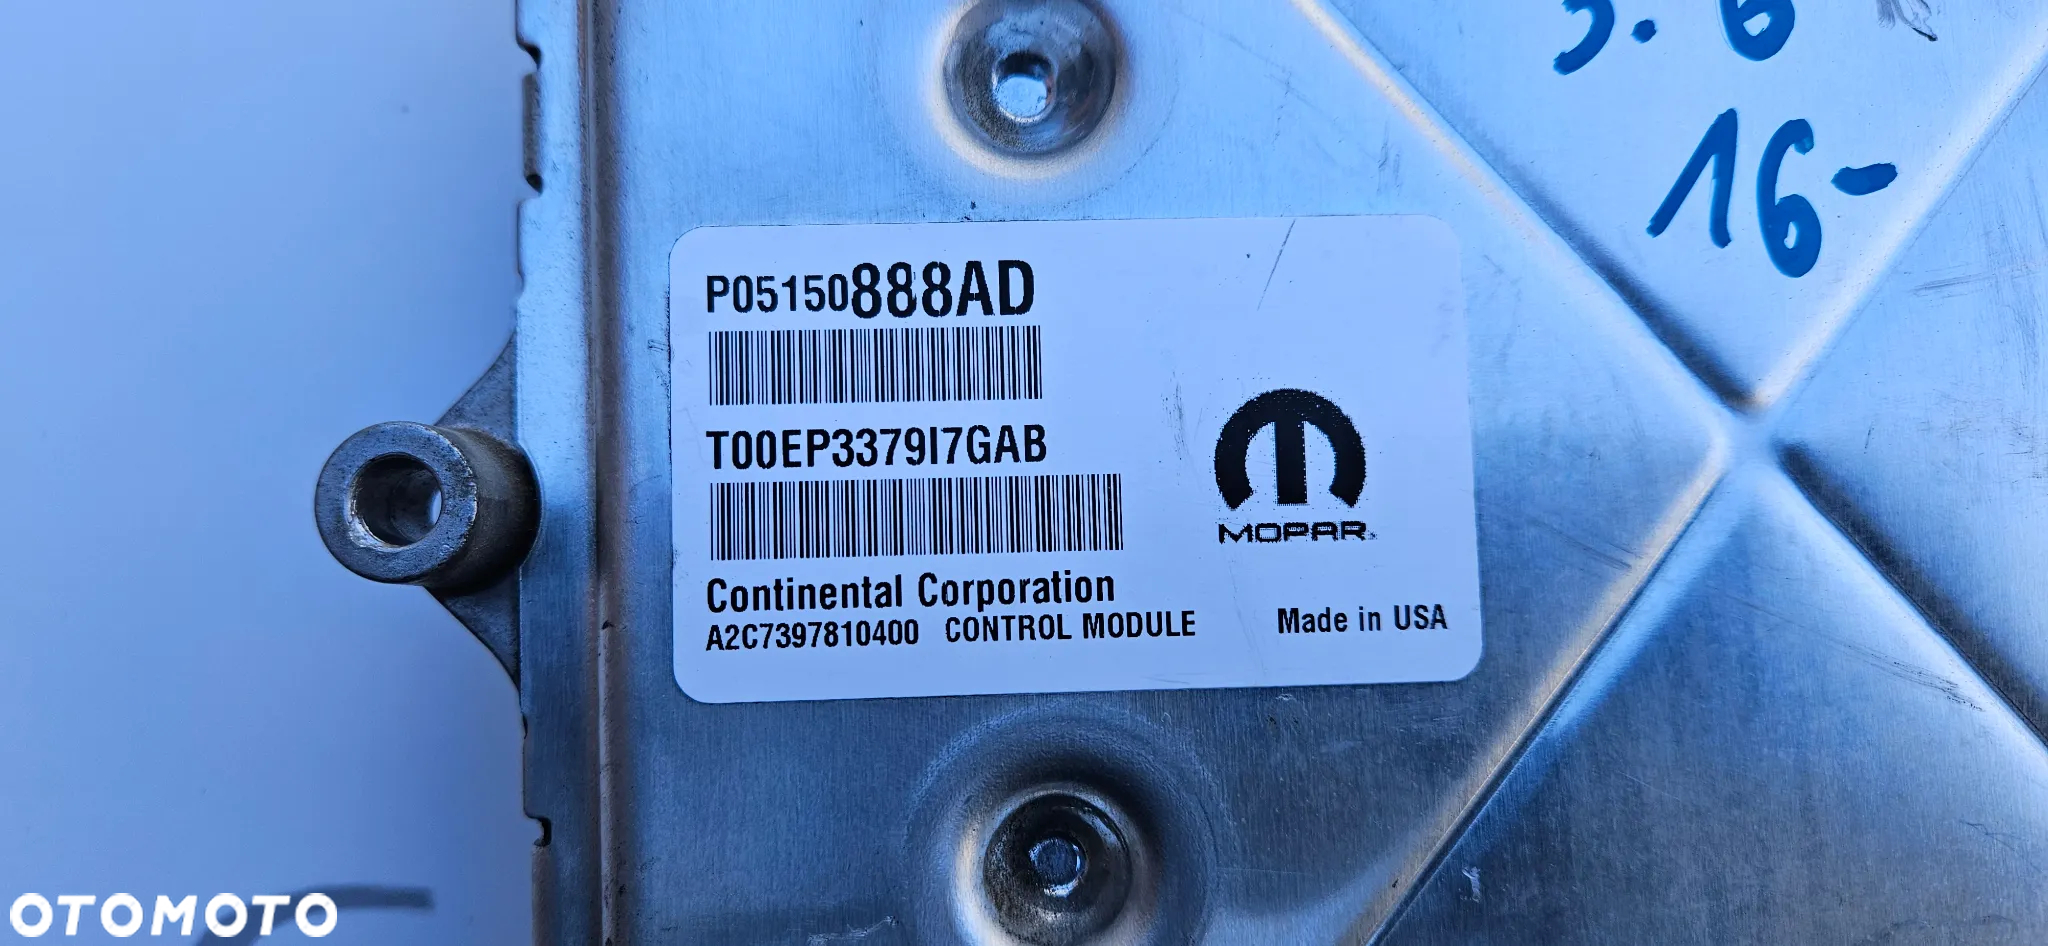 3.6
16-
P05150888AD
T00EP3379I7GAB
MOPAR
Continental Corporation
A2C7397810400 CONTROL MODULE
Made in USA
OTOMOTO